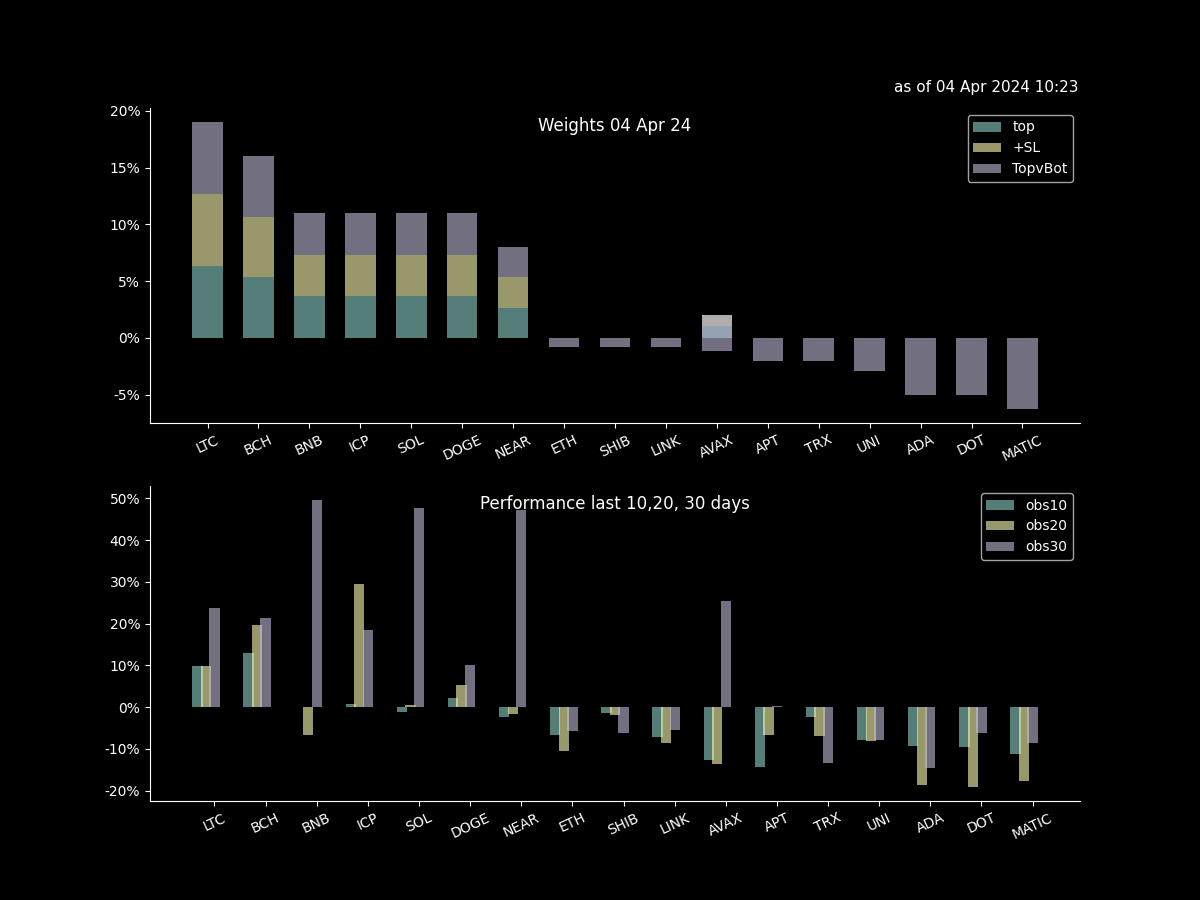 as of 04 Apr 2024 10:23
Weights 04 Apr 24
top
+SL
TopvBot
20%
15%
10%
5%
0%
-5%
LTC BCH BNB ICP SOL DOGE NEAR ETH SHIB LINK AVAX APT TRX UNI ADA DOT MATIC
Performance last 10,20, 30 days
obs10
obs20
obs30
50%
40%
30%
20%
10%
0%
-10%
-20%
LTC BCH BNB ICP SOL DOGE NEAR ETH SHIB LINK AVAX APT TRX UNI ADA DOT MATIC